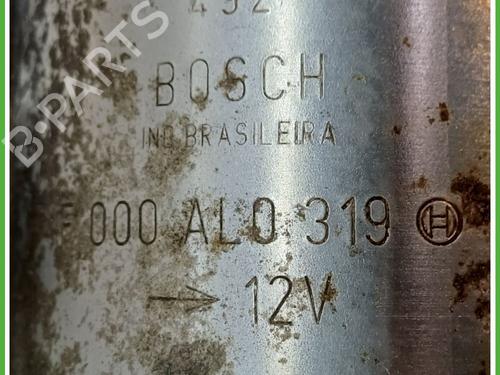 BOSCH
IND BRASILEIRA
F 000 AL0 319 H
→ 12V
B-PARTS